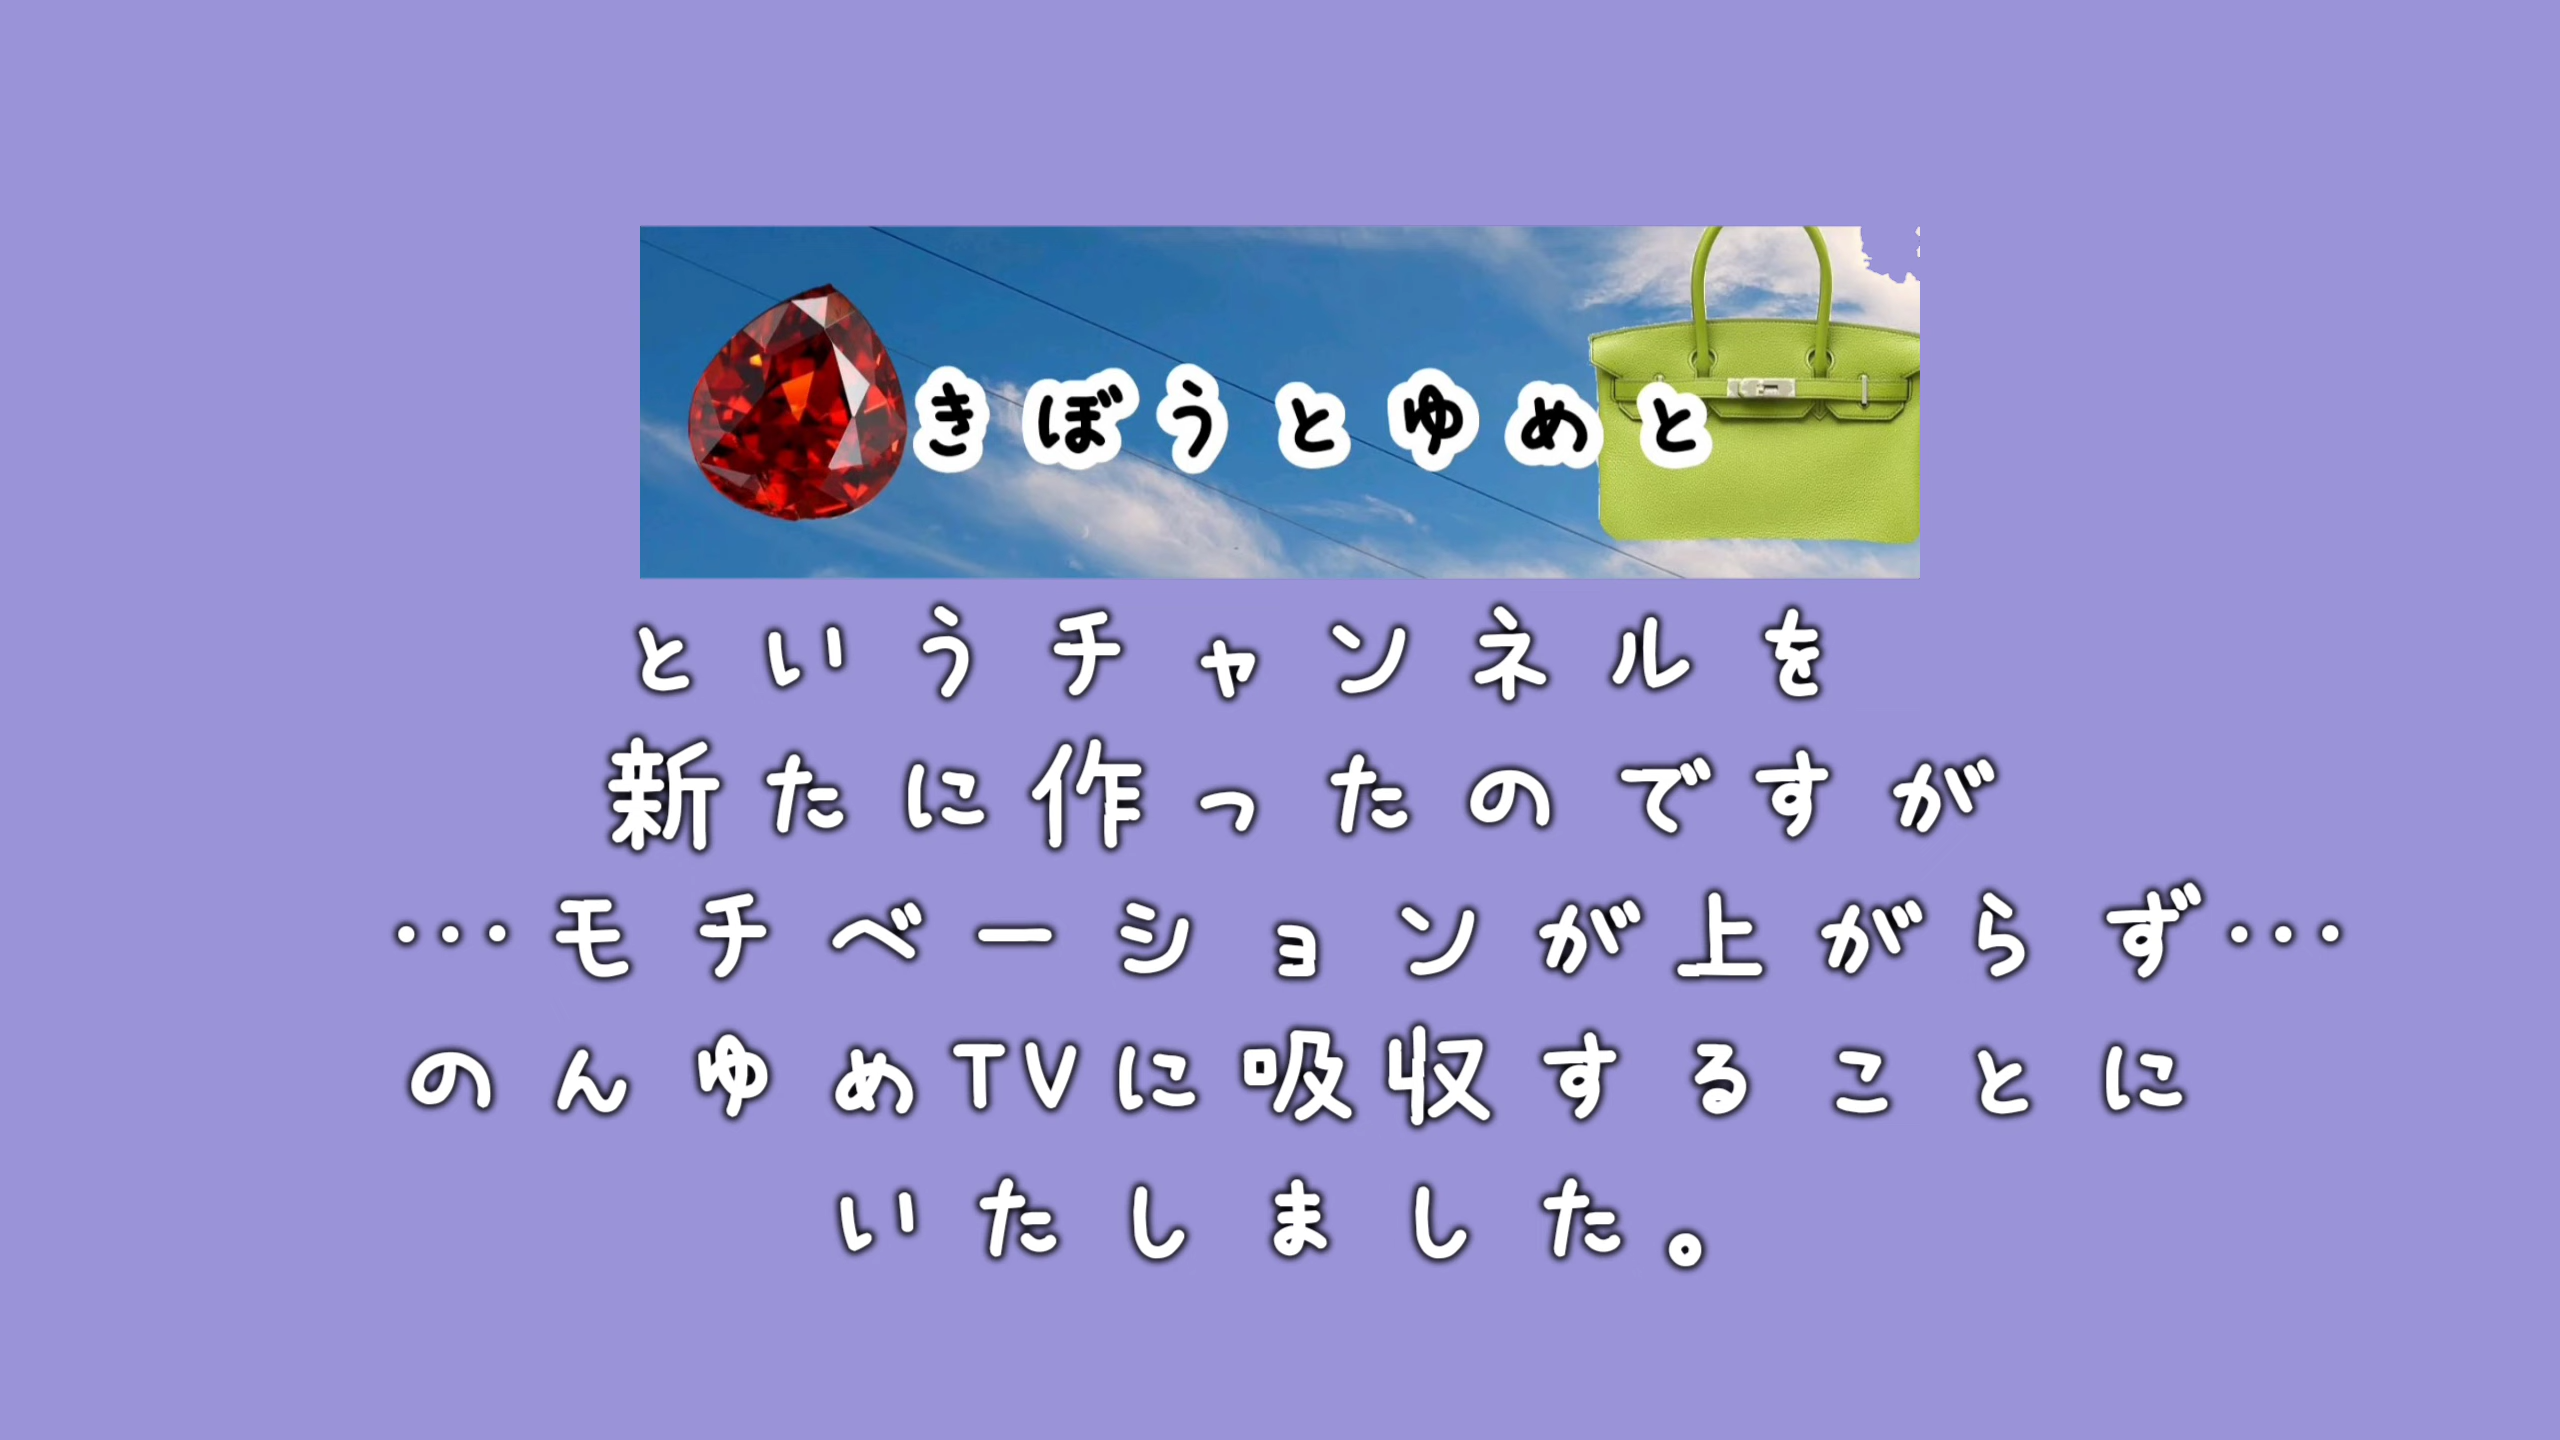 きぼうとゆめと
というチャンネルを
新たに作ったのですが
…モチベーションが上がらず…
のんゆめTVに吸収することに
いたしました。